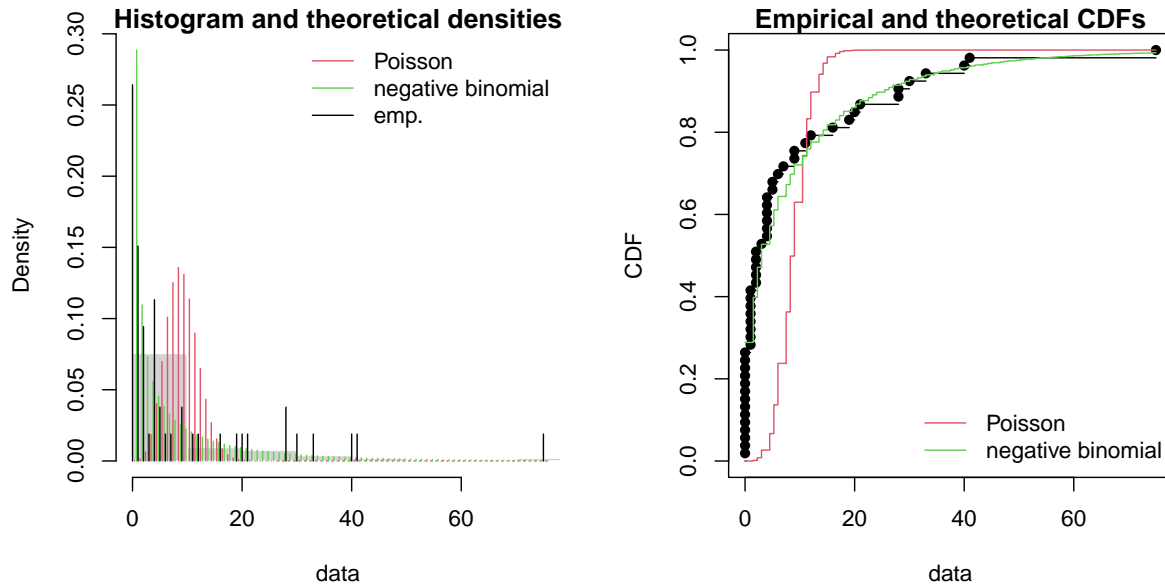 Histogram and theoretical densities
Density
0.00 0.05 0.10 0.15 0.20 0.25 0.30
Poisson
negative binomial
emp.
0 20 40 60
data
Empirical and theoretical CDFs
CDF
0.0 0.2 0.4 0.6 0.8 1.0
Poisson
negative binomial
0 20 40 60
data